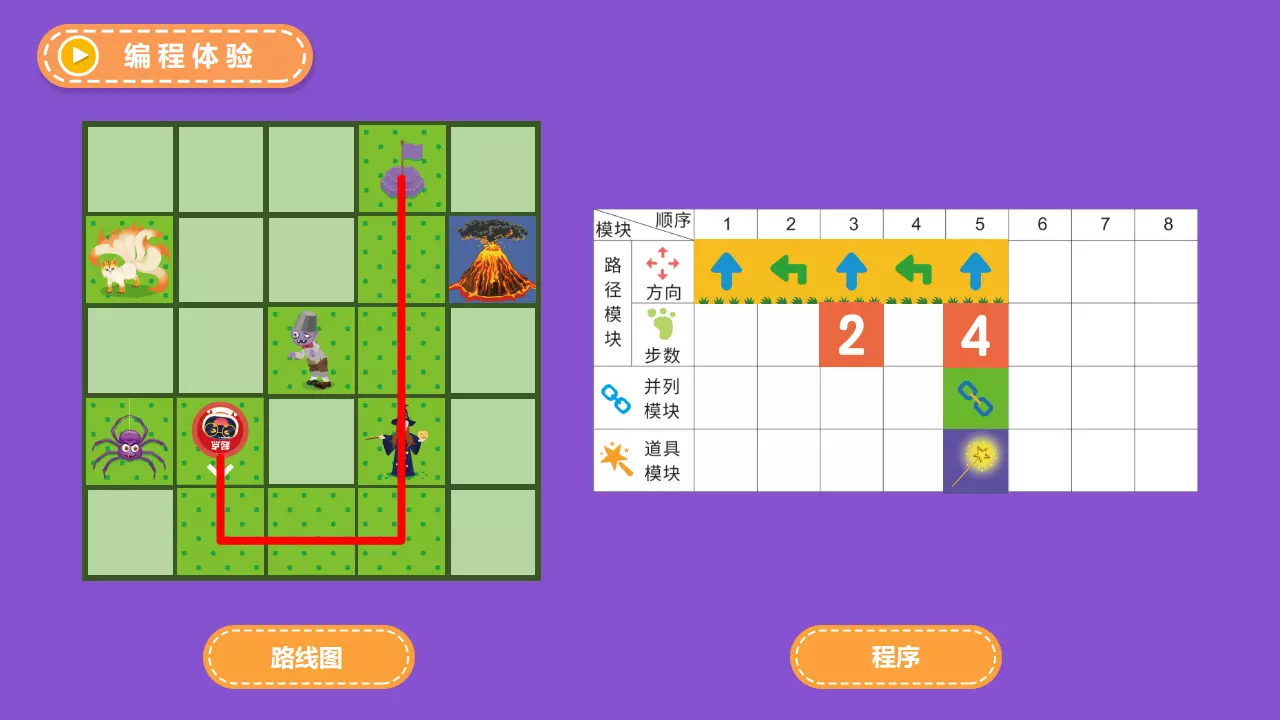 编程体验
起点
模块 顺序 1 2 3 4 5 6 7 8
路径模块
方向
步数 2 4
并列
模块
道具
模块
路线图
程序